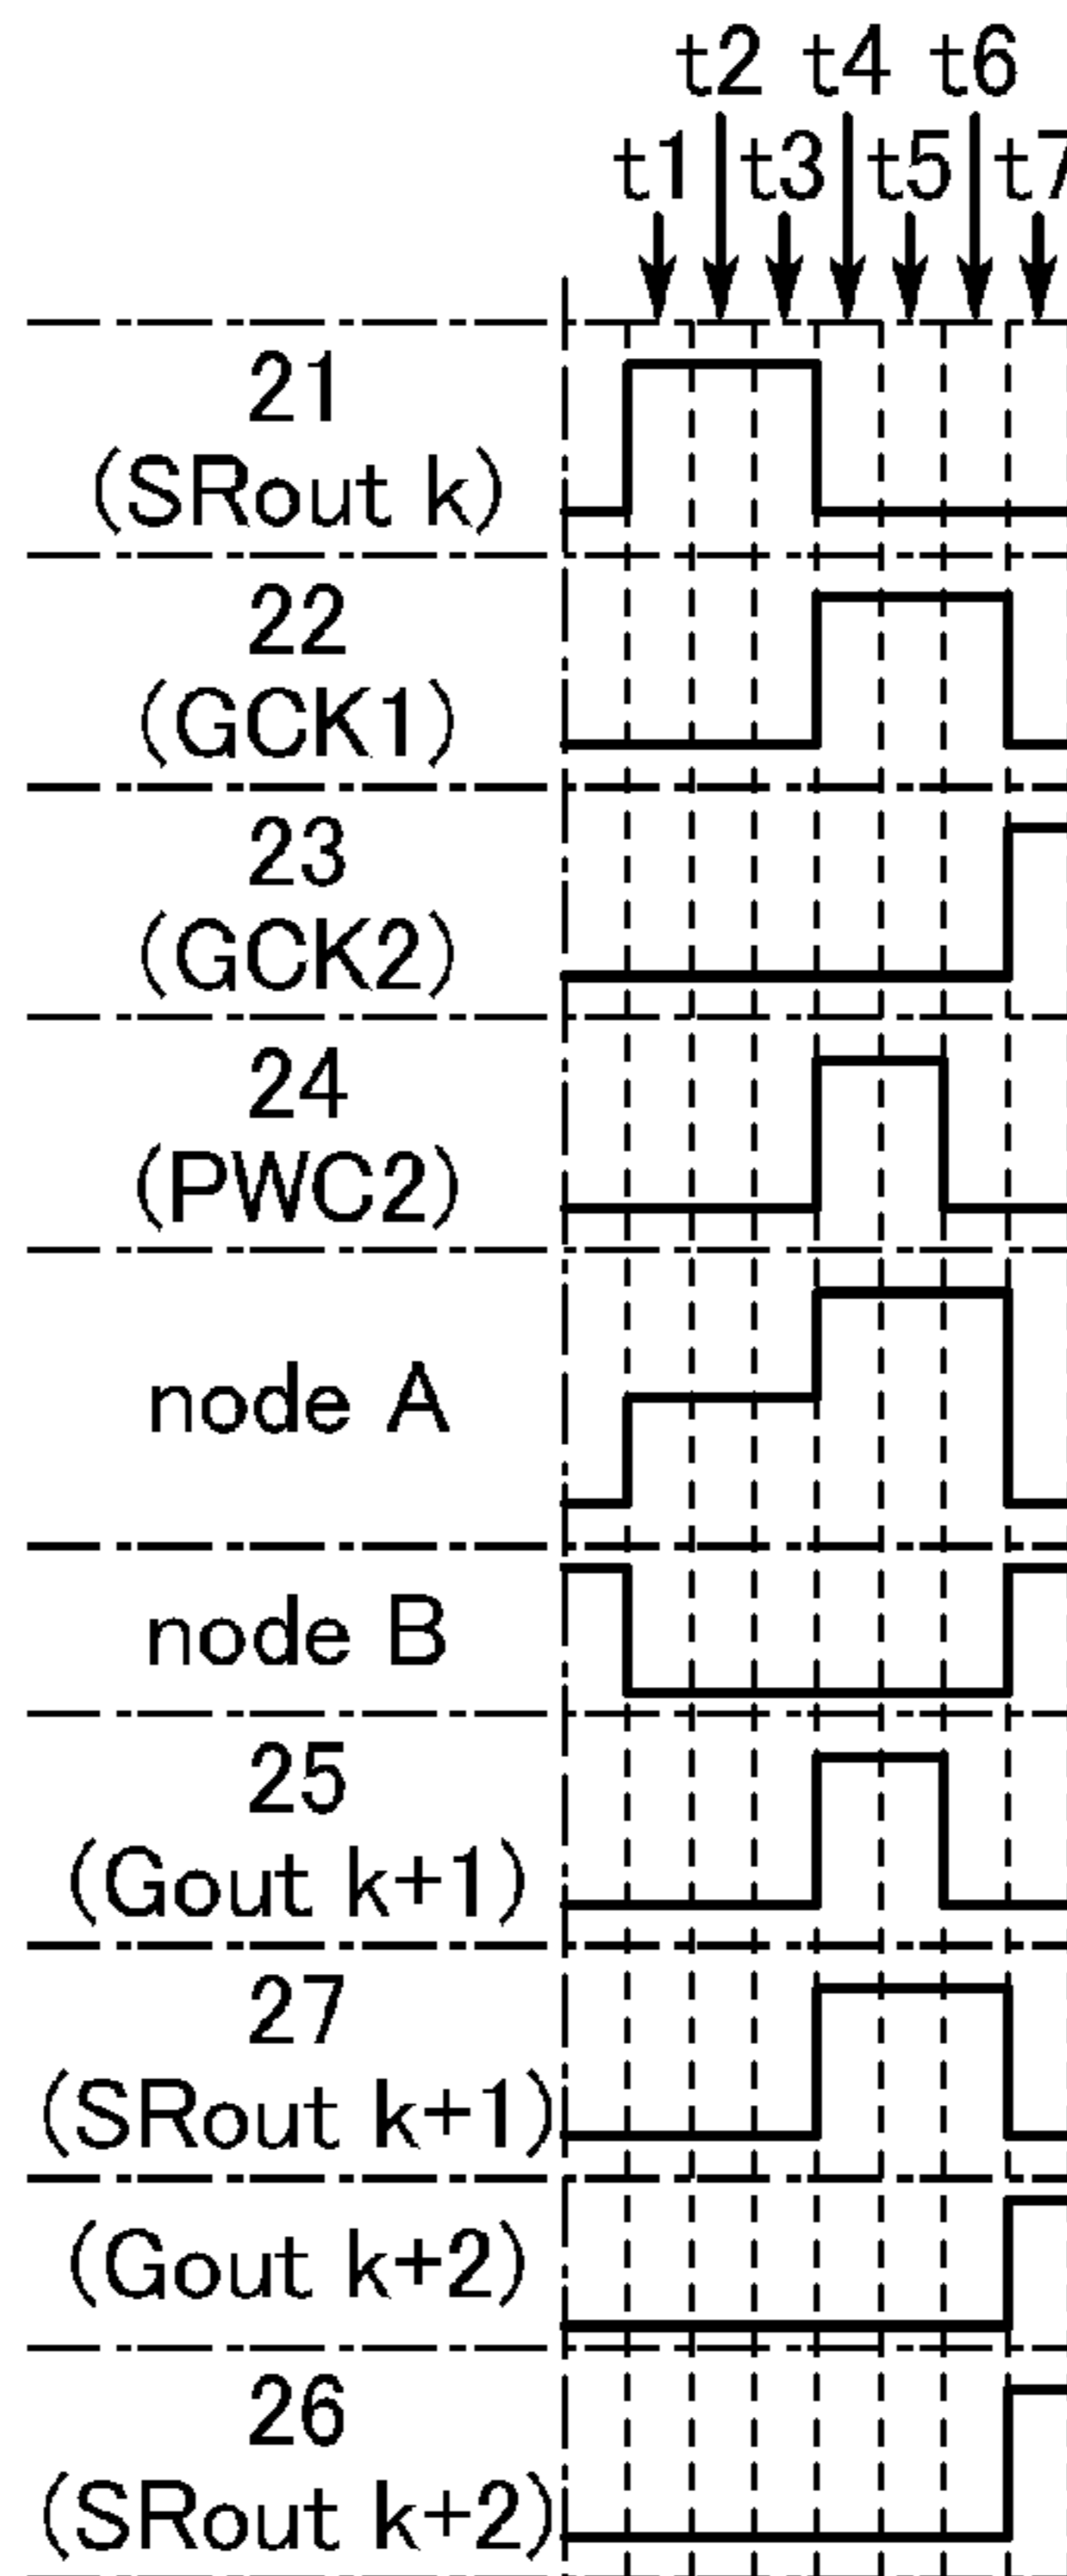 t2 t4 t6
t1 t3 t5 t7
21
(SRout k)
22
(GCK1)
23
(GCK2)
24
(PWC2)
node A
node B
25
(Gout k+1)
27
(SRout k+1)
(Gout k+2)
26
(SRout k+2)